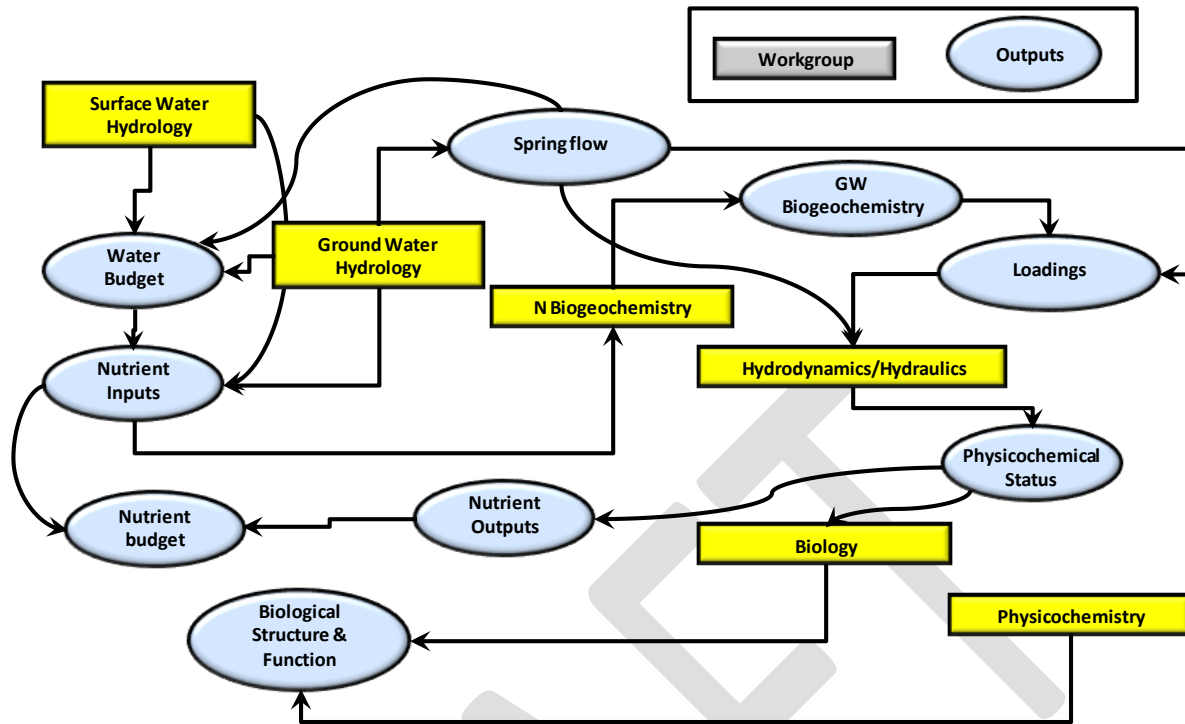 Workgroup
Outputs
Surface Water
Hydrology
Spring flow
GW
Biogeochemistry
Water
Budget
Ground Water
Hydrology
Loadings
N Biogeochemistry
Nutrient
Inputs
Hydrodynamics/Hydraulics
Physicochemical
Status
Nutrient
budget
Nutrient
Outputs
Biology
Biological
Structure &
Function
Physicochemistry